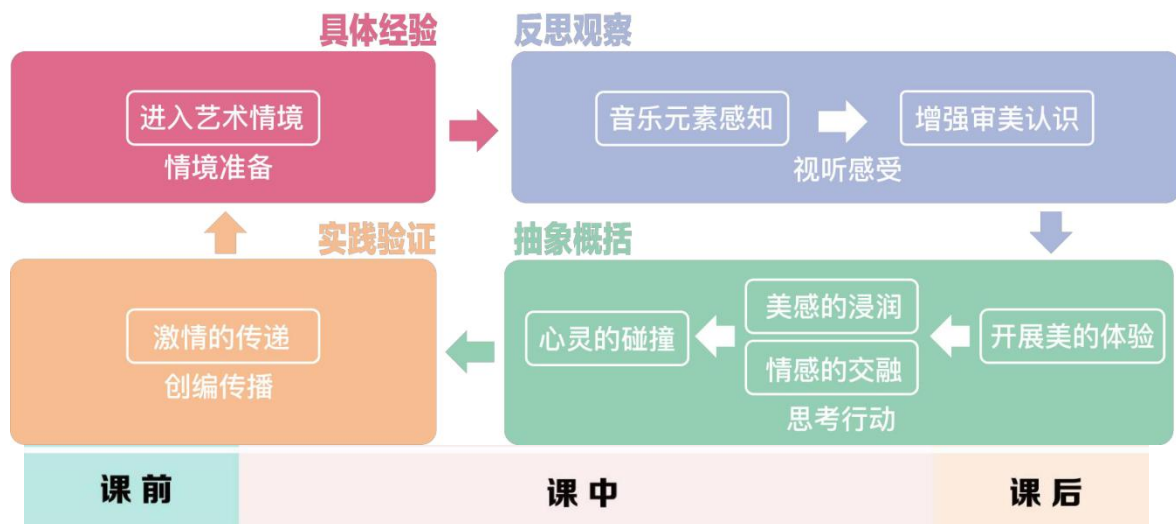 具体经验
进入艺术情境
情境准备
反思观察
音乐元素感知
增强审美认识
视听感受
实践验证
激情的传递
创编传播
抽象概括
心灵的碰撞
美感的浸润
情感的交融
开展美的体验
思考行动
课前
课中
课后